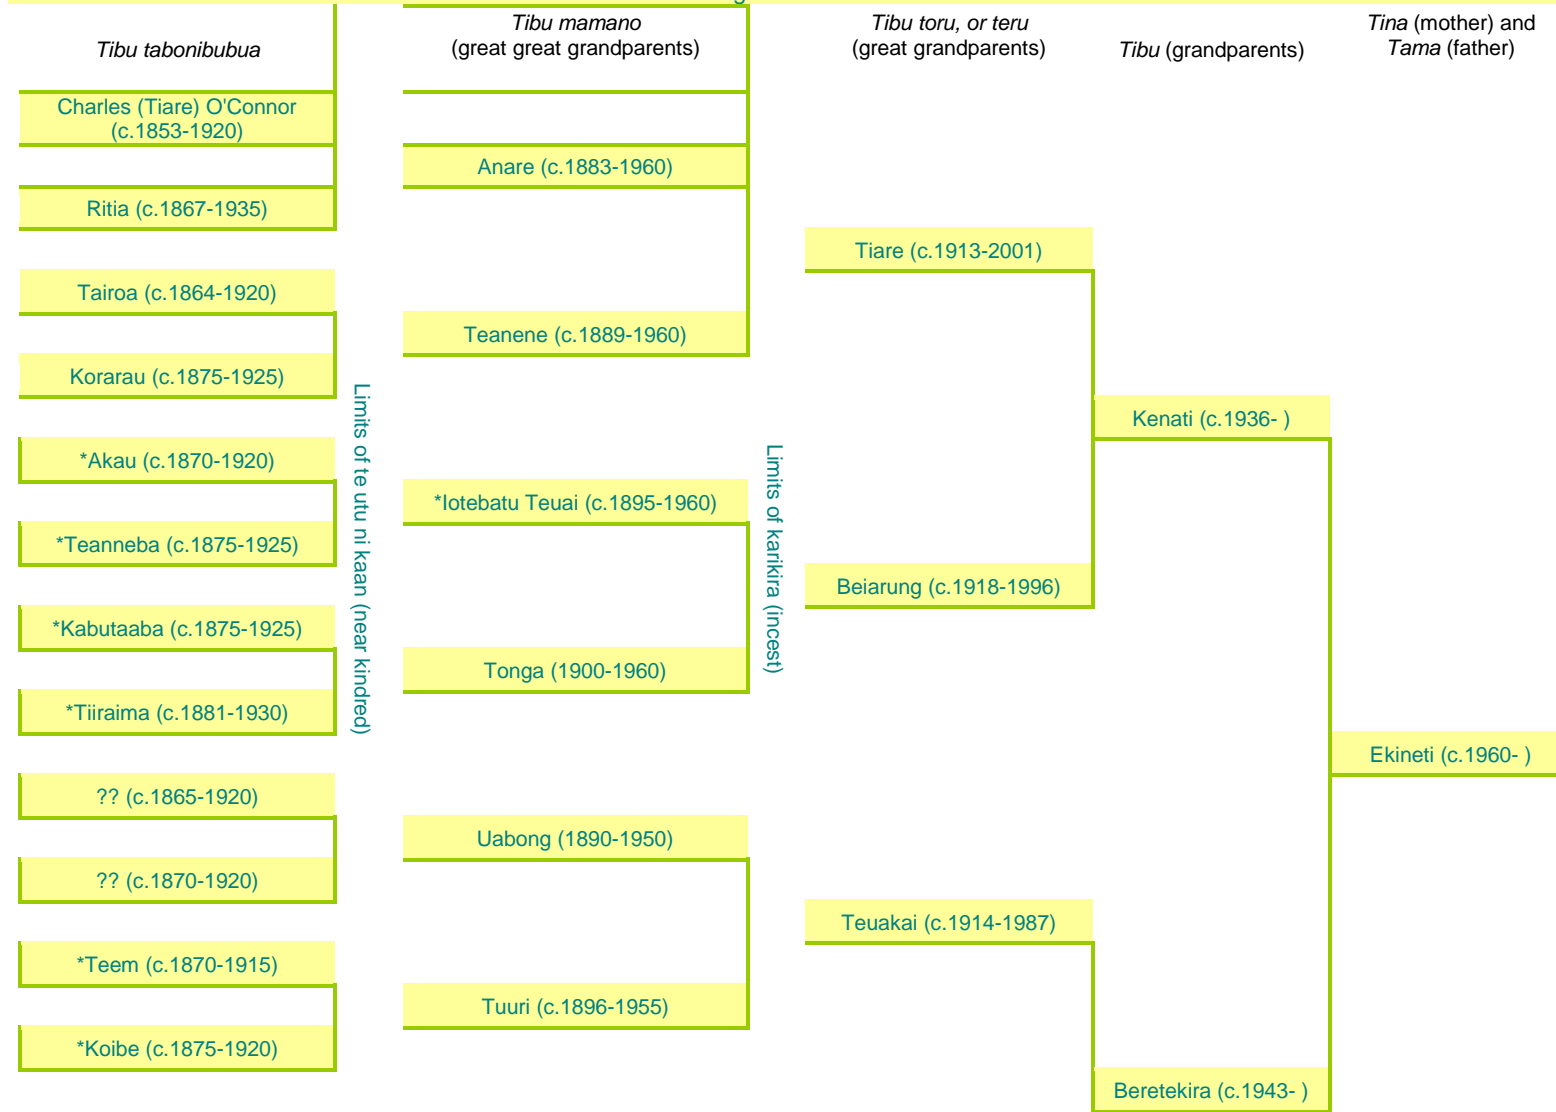 Tibu tabonibubua
Tibu mamano
(great great grandparents)
Tibu toru, or teru
(great grandparents)
Tibu (grandparents)
Tina (mother) and
Tama (father)
Charles (Tiare) O'Connor
(c.1853-1920)
Anare (c.1883-1960)
Ritia (c.1867-1935)
Tiare (c.1913-2001)
Tairoa (c.1864-1920)
Teanene (c.1889-1960)
Korarau (c.1875-1925)
Limits of te utu ni kaan (near kindred)
Kenati (c.1936- )
*Akau (c.1870-1920)
Limits of karikira (incest)
*Iotebatu Teuai (c.1895-1960)
*Teanneba (c.1875-1925)
Beiarung (c.1918-1996)
*Kabutaaba (c.1875-1925)
Tonga (1900-1960)
*Tiiraima (c.1881-1930)
Ekineti (c.1960- )
?? (c.1865-1920)
Uabong (1890-1950)
?? (c.1870-1920)
Teuakai (c.1914-1987)
*Teem (c.1870-1915)
Tuuri (c.1896-1955)
*Koibe (c.1875-1920)
Beretekira (c.1943- )